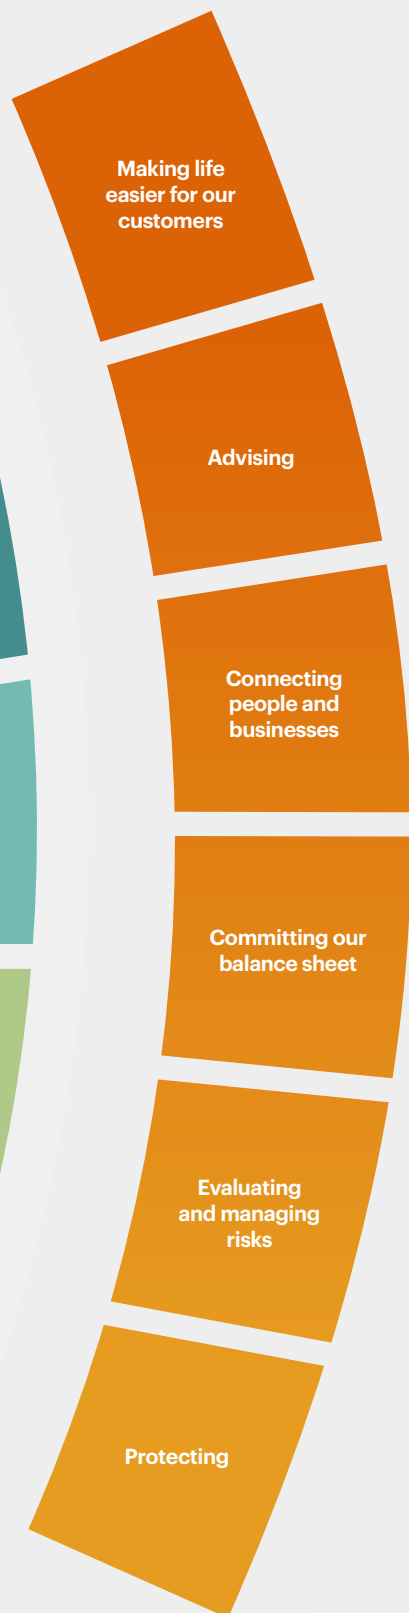 Making life
easier for our
customers
Advising
Connecting
people and
businesses
Committing our
balance sheet
Evaluating
and managing
risks
Protecting